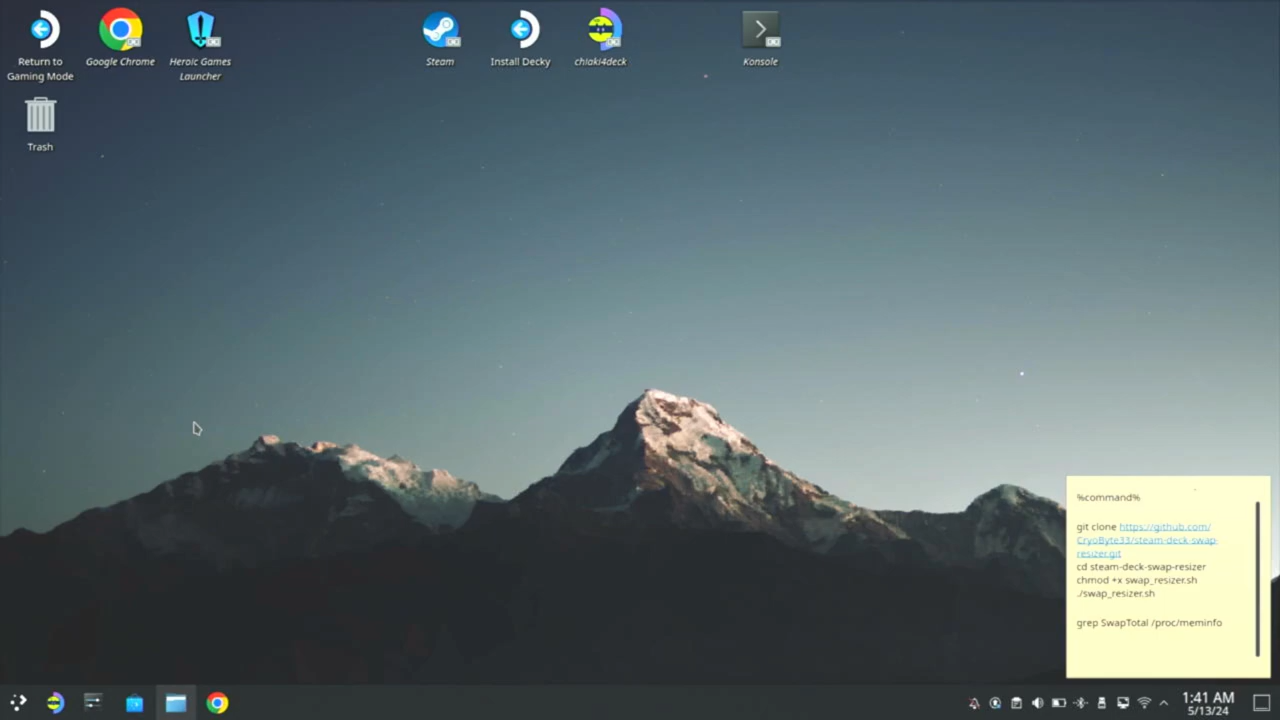 Return to
Gaming Mode
Google Chrome
Heroic Games
Launcher
Steam
Install Decky
chiaki4deck
Konsole
Trash
%command%
git clone https://github.com/
CryoByte33/steam-deck-swap-
resizer.git
cd steam-deck-swap-resizer
chmod +x swap_resizer.sh
./swap_resizer.sh
grep SwapTotal /proc/meminfo
1:41 AM
5/13/24